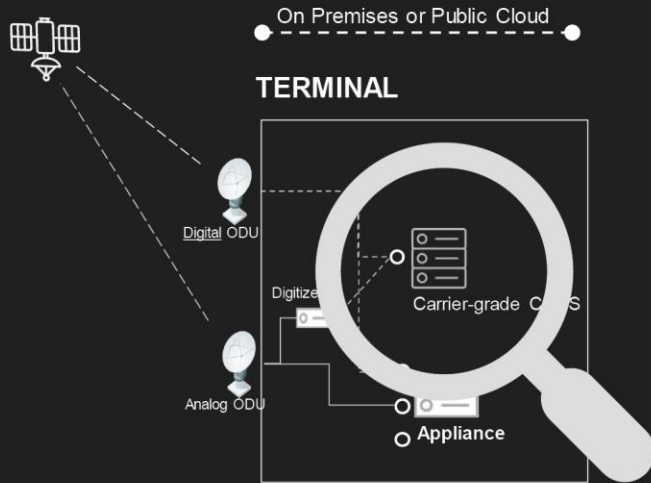 On Premises or Public Cloud
TERMINAL
Digital ODU
Carrier-grade
Analog ODU
Appliance